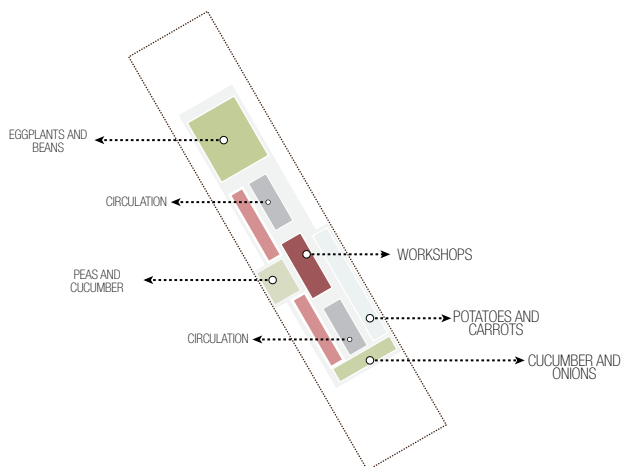 EGGPLANTS AND
BEANS
CIRCULATION
WORKSHOPS
PEAS AND
CUCUMBER
POTATOES AND
CARROTS
CIRCULATION
CUCUMBER AND
ONIONS